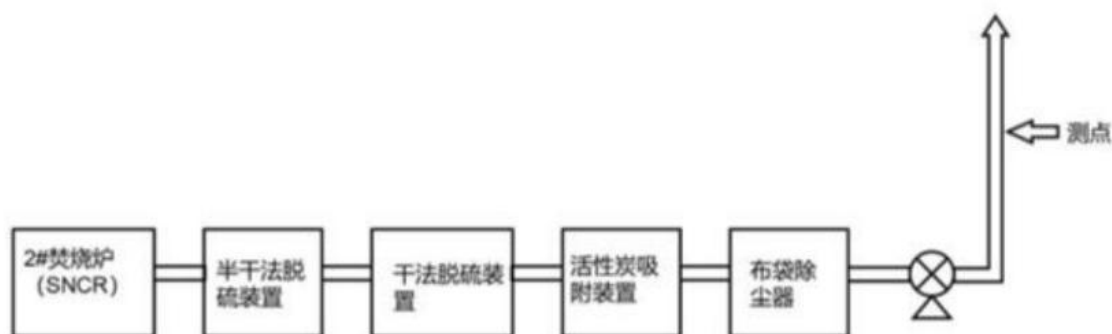 测点
2#焚烧炉
(SNCR)
半干法脱
硫装置
干法脱硫装
置
活性炭吸
附装置
布袋除
尘器